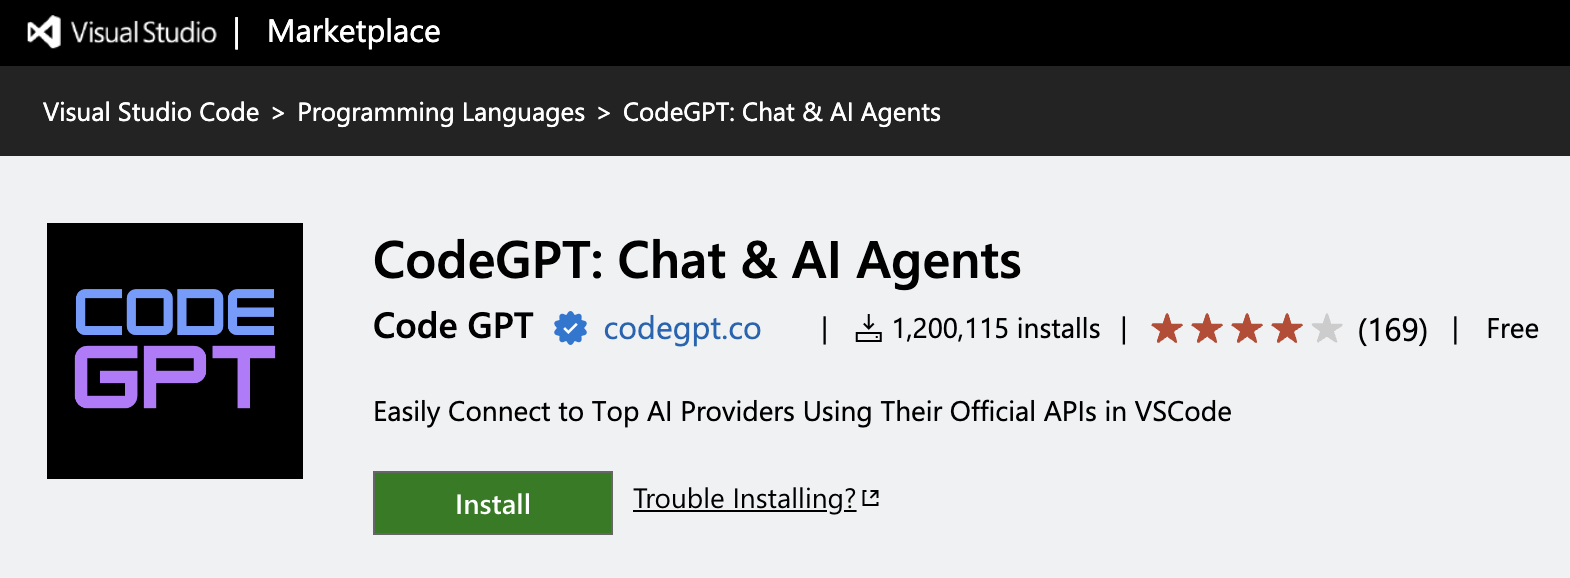 Visual Studio | Marketplace
Visual Studio Code > Programming Languages > CodeGPT: Chat & AI Agents
CODE
GPT
CodeGPT: Chat & AI Agents
Code GPT codegpt.co | 1,200,115 installs | (169) | Free
Easily Connect to Top AI Providers Using Their Official APIs in VSCode
Install Trouble Installing?